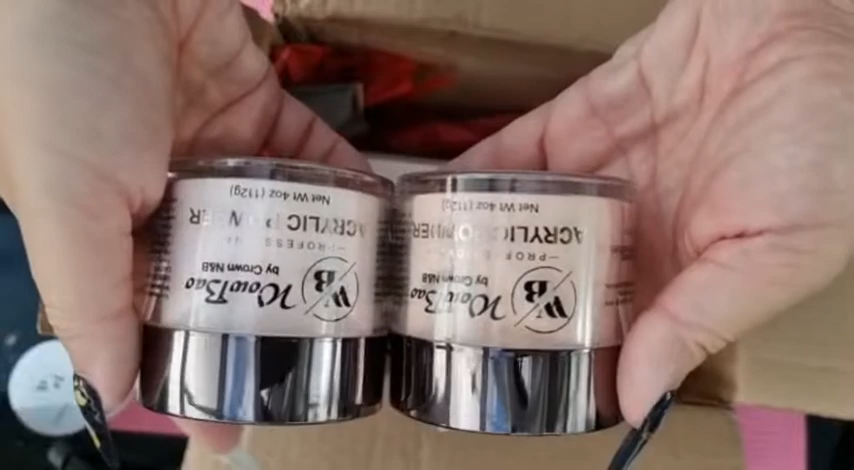 WB
WowBao
by Crown N&B
ACRYLIC POWDER
Net Wt 4oz (112g)
WB
WowBao
by Crown N&B
ACRYLIC POWDER
Net Wt 4oz (112g)